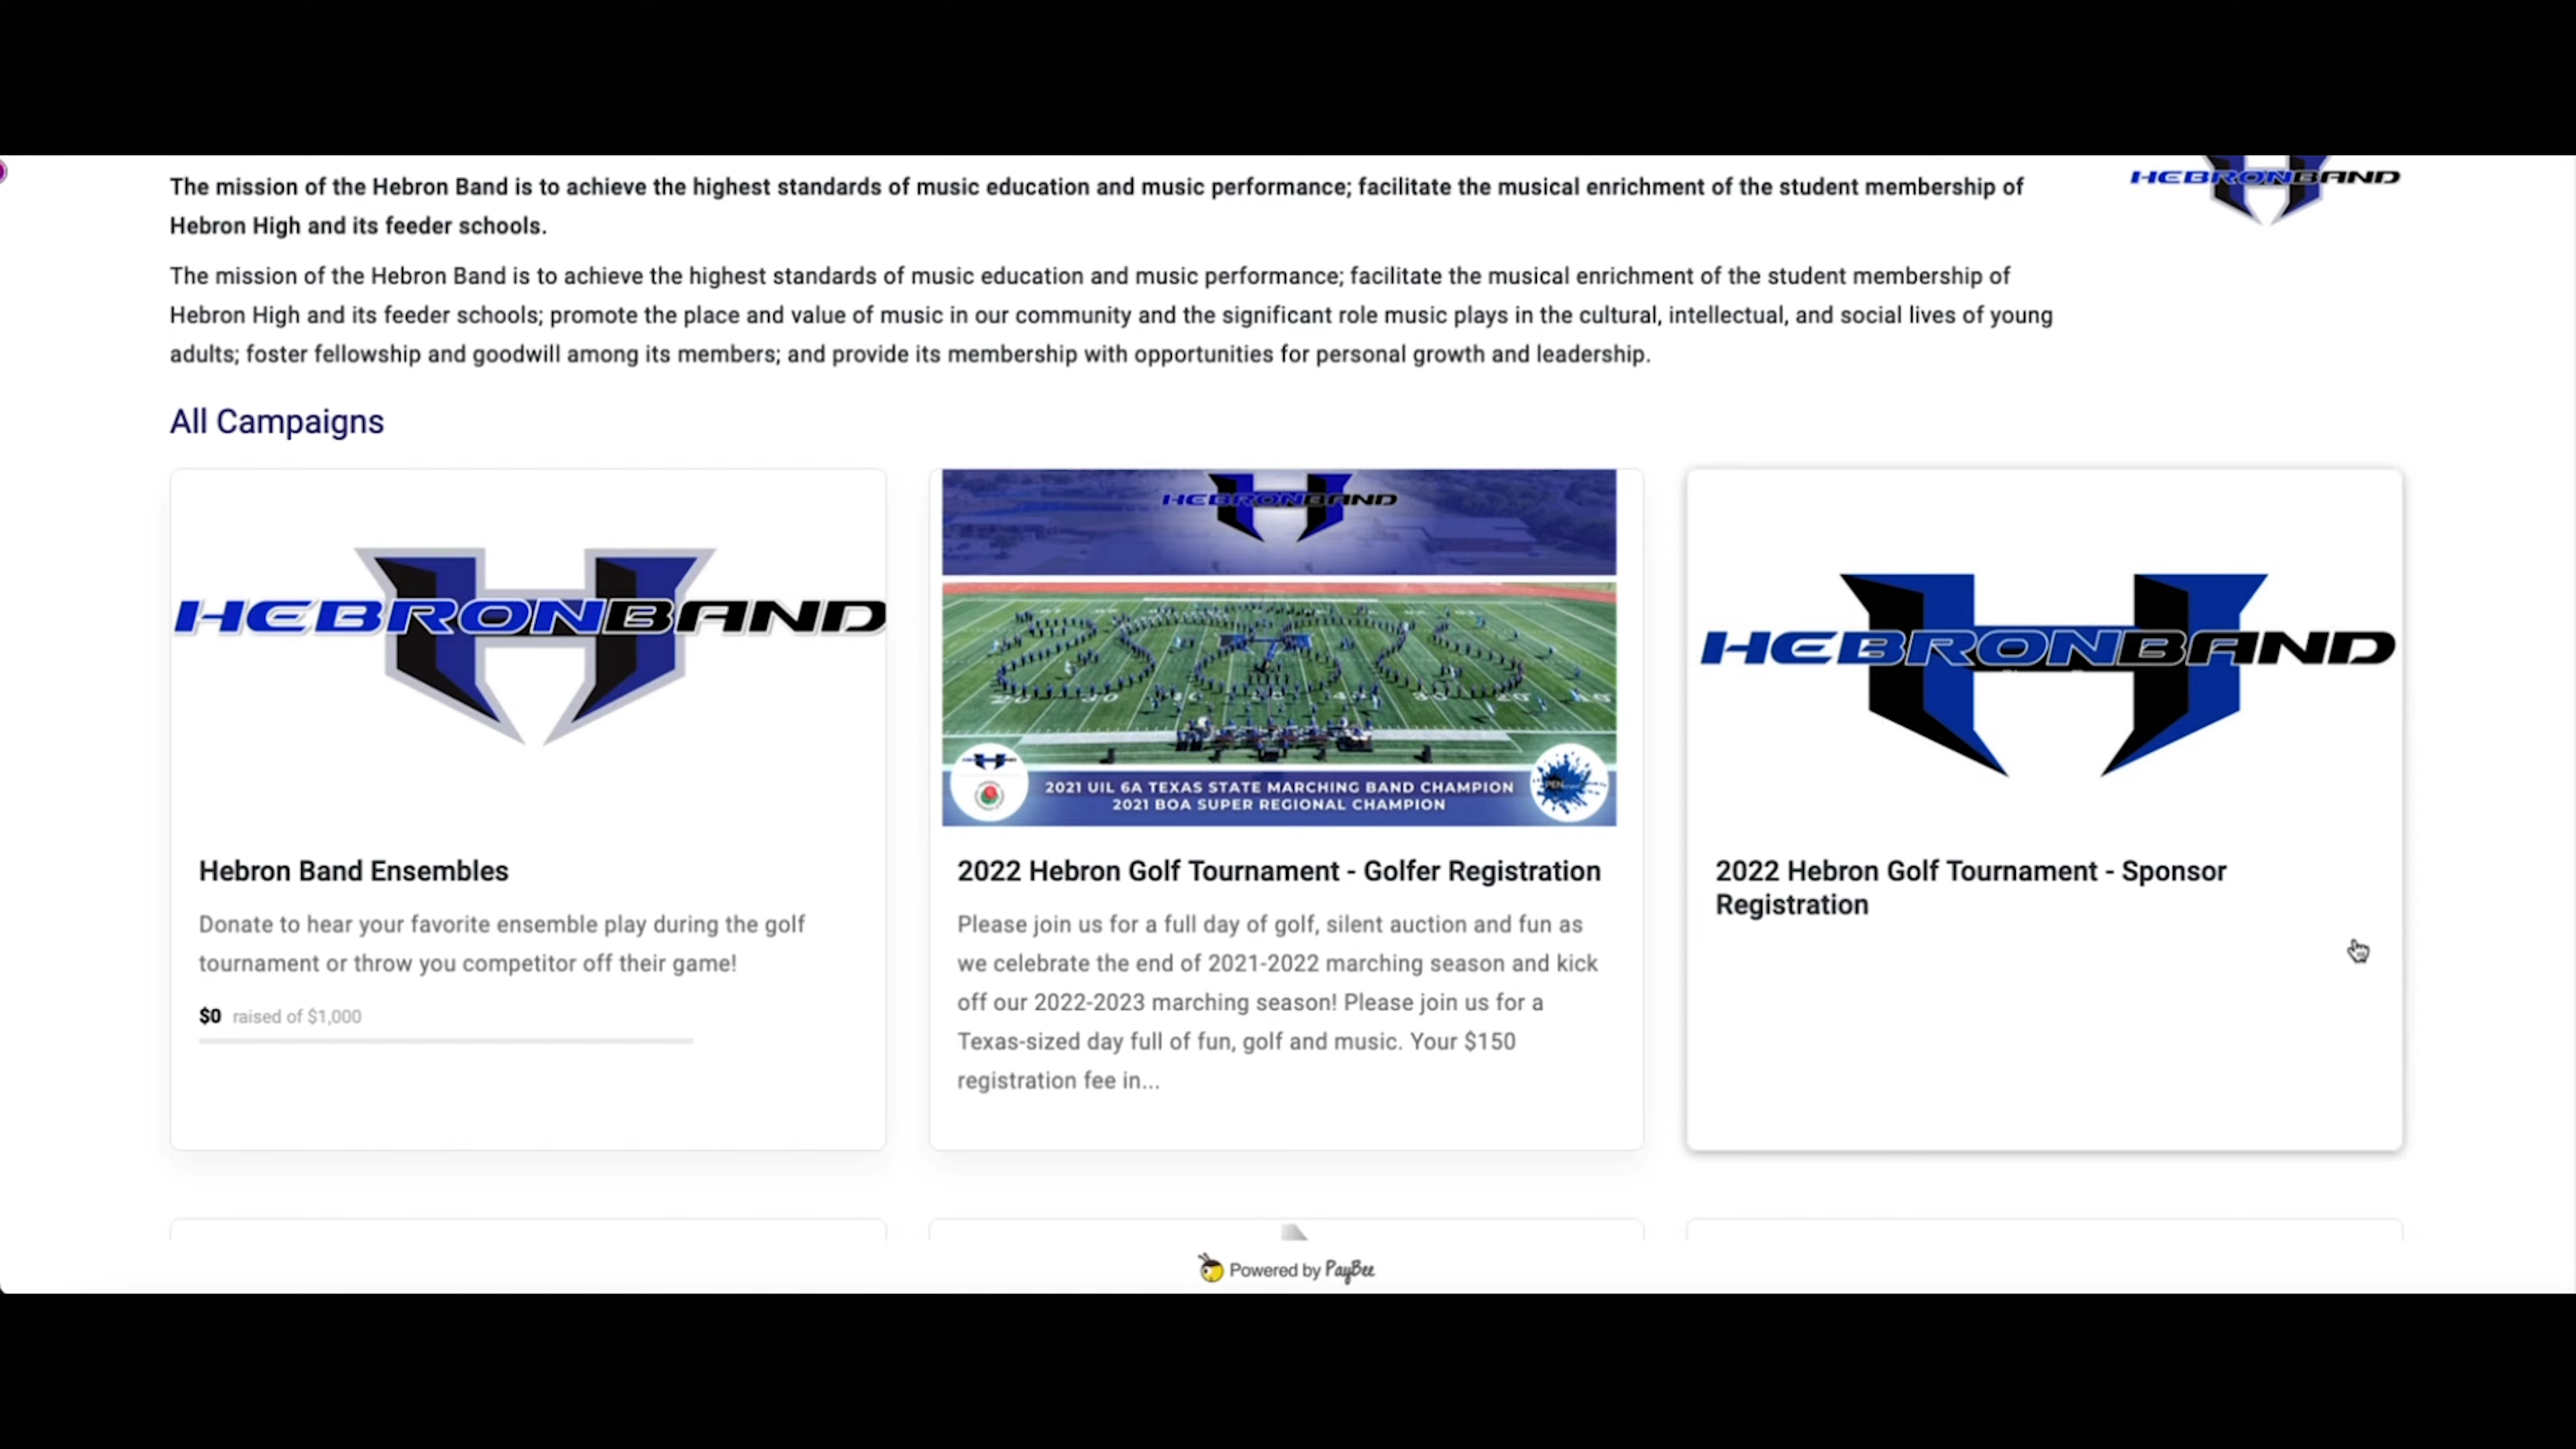 The mission of the Hebron Band is to achieve the highest standards of music education and music performance; facilitate the musical enrichment of the student membership of
Hebron High and its feeder schools.
HEBRONBAND
The mission of the Hebron Band is to achieve the highest standards of music education and music performance; facilitate the musical enrichment of the student membership of
Hebron High and its feeder schools; promote the place and value of music in our community and the significant role music plays in the cultural, intellectual, and social lives of young
adults; foster fellowship and goodwill among its members; and provide its membership with opportunities for personal growth and leadership.
All Campaigns
HEBRONBAND
Hebron Band Ensembles
Donate to hear your favorite ensemble play during the golf
tournament or throw you competitor off their game!
$0 raised of $1,000
HEBRONBAND
2021 UIL 6A TEXAS STATE MARCHING BAND CHAMPION
2021 BOA SUPER REGIONAL CHAMPION
2022 Hebron Golf Tournament - Golfer Registration
Please join us for a full day of golf, silent auction and fun as
we celebrate the end of 2021-2022 marching season and kick
off our 2022-2023 marching season! Please join us for a
Texas-sized day full of fun, golf and music. Your $150
registration fee in...
HEBRONBAND
2022 Hebron Golf Tournament - Sponsor
Registration
Powered by PayBee